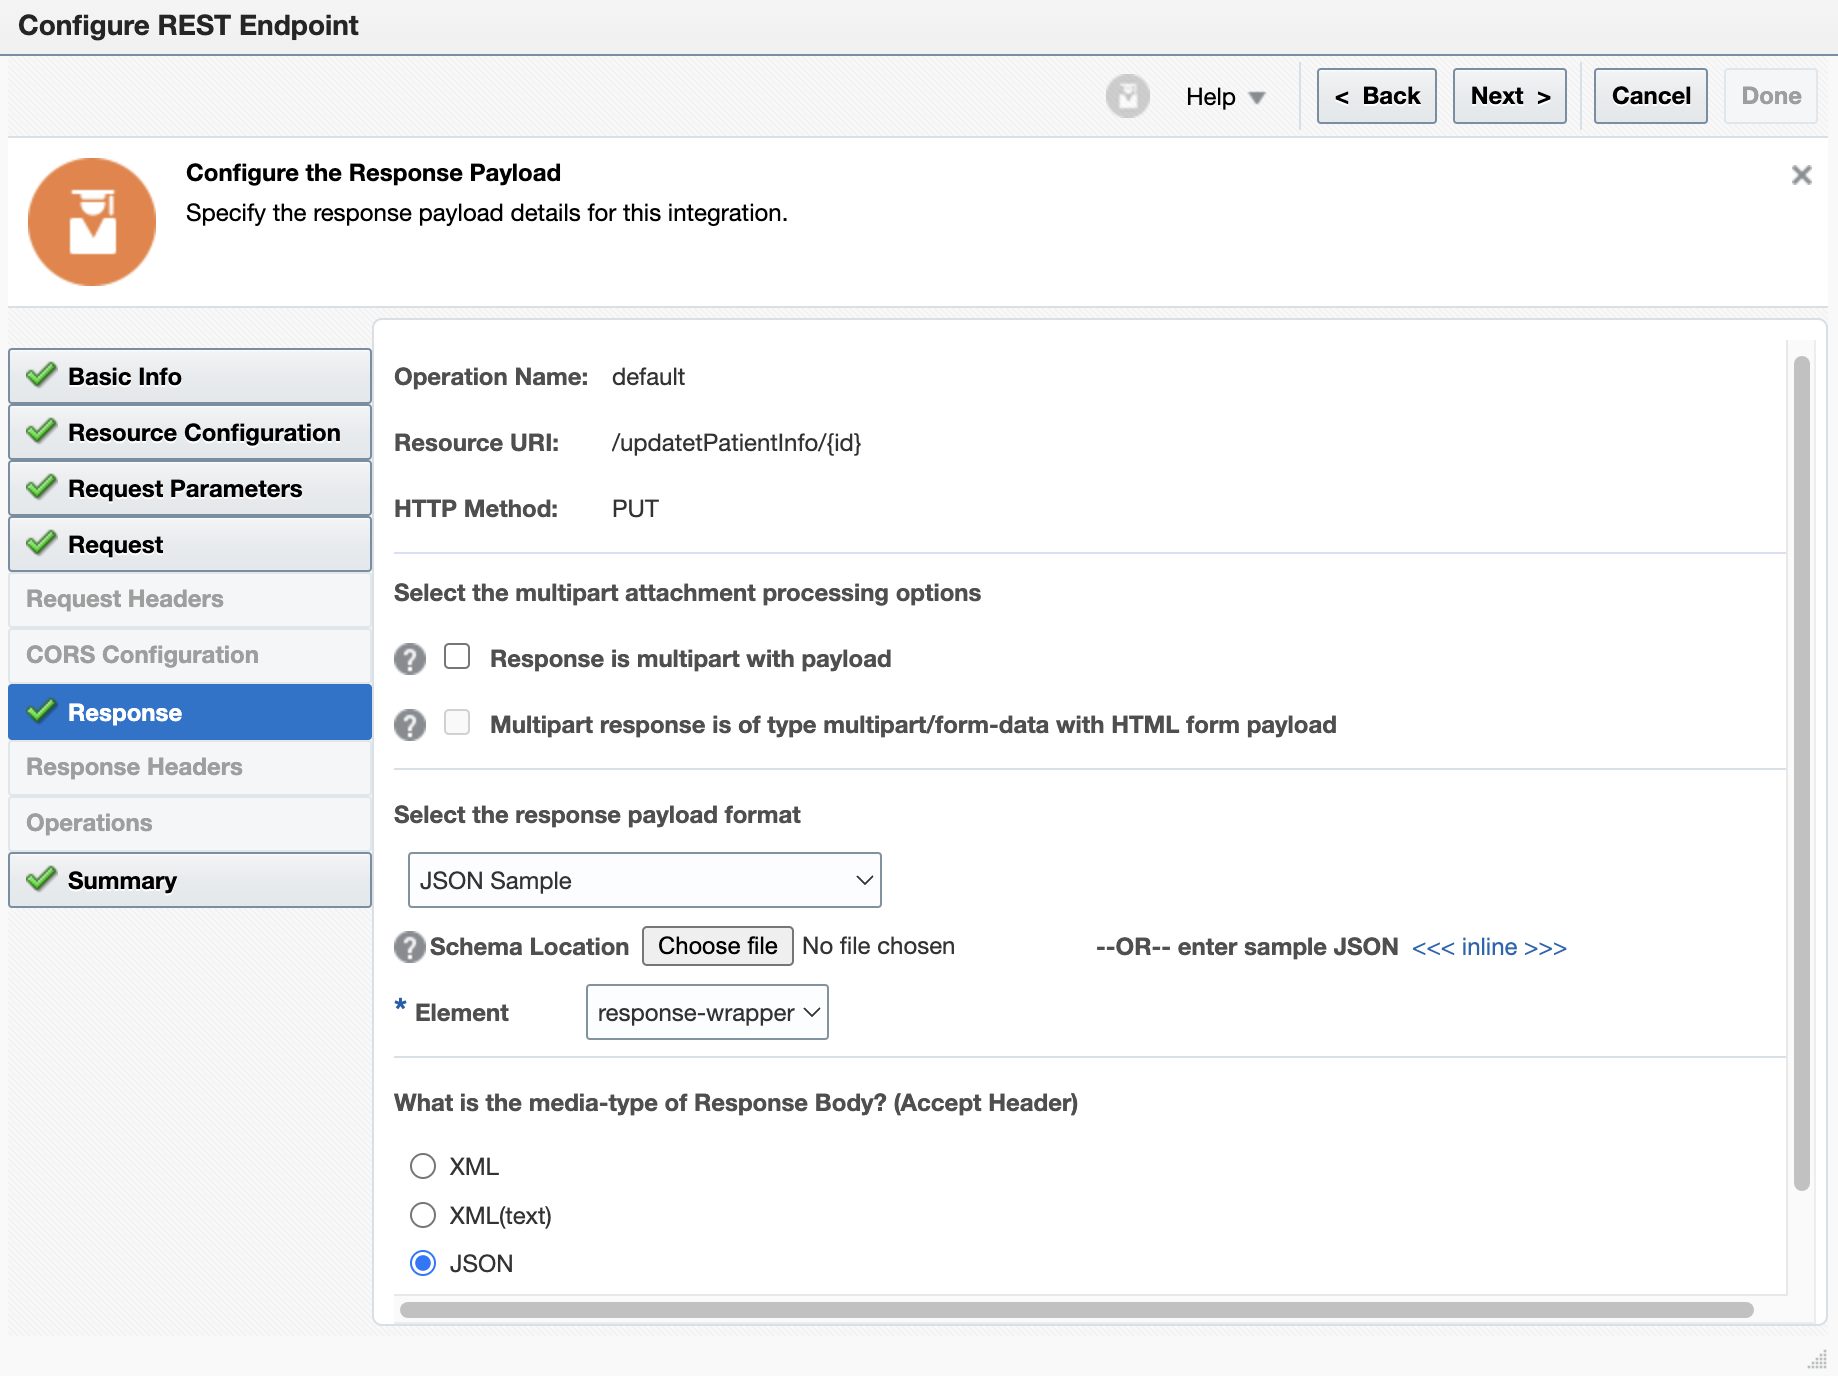 Configure REST Endpoint
Help
< Back
Next >
Cancel
Done
Configure the Response Payload
Specify the response payload details for this integration.
Basic Info
Resource Configuration
Request Parameters
Request
Request Headers
CORS Configuration
Response
Response Headers
Operations
Summary
Operation Name: default
Resource URI: /updatetPatientInfo/{id}
HTTP Method: PUT
Select the multipart attachment processing options
? Response is multipart with payload
? Multipart response is of type multipart/form-data with HTML form payload
Select the response payload format
JSON Sample
? Schema Location Choose file No file chosen --OR-- enter sample JSON <<< inline >>>
* Element response-wrapper
What is the media-type of Response Body? (Accept Header)
XML
XML(text)
JSON